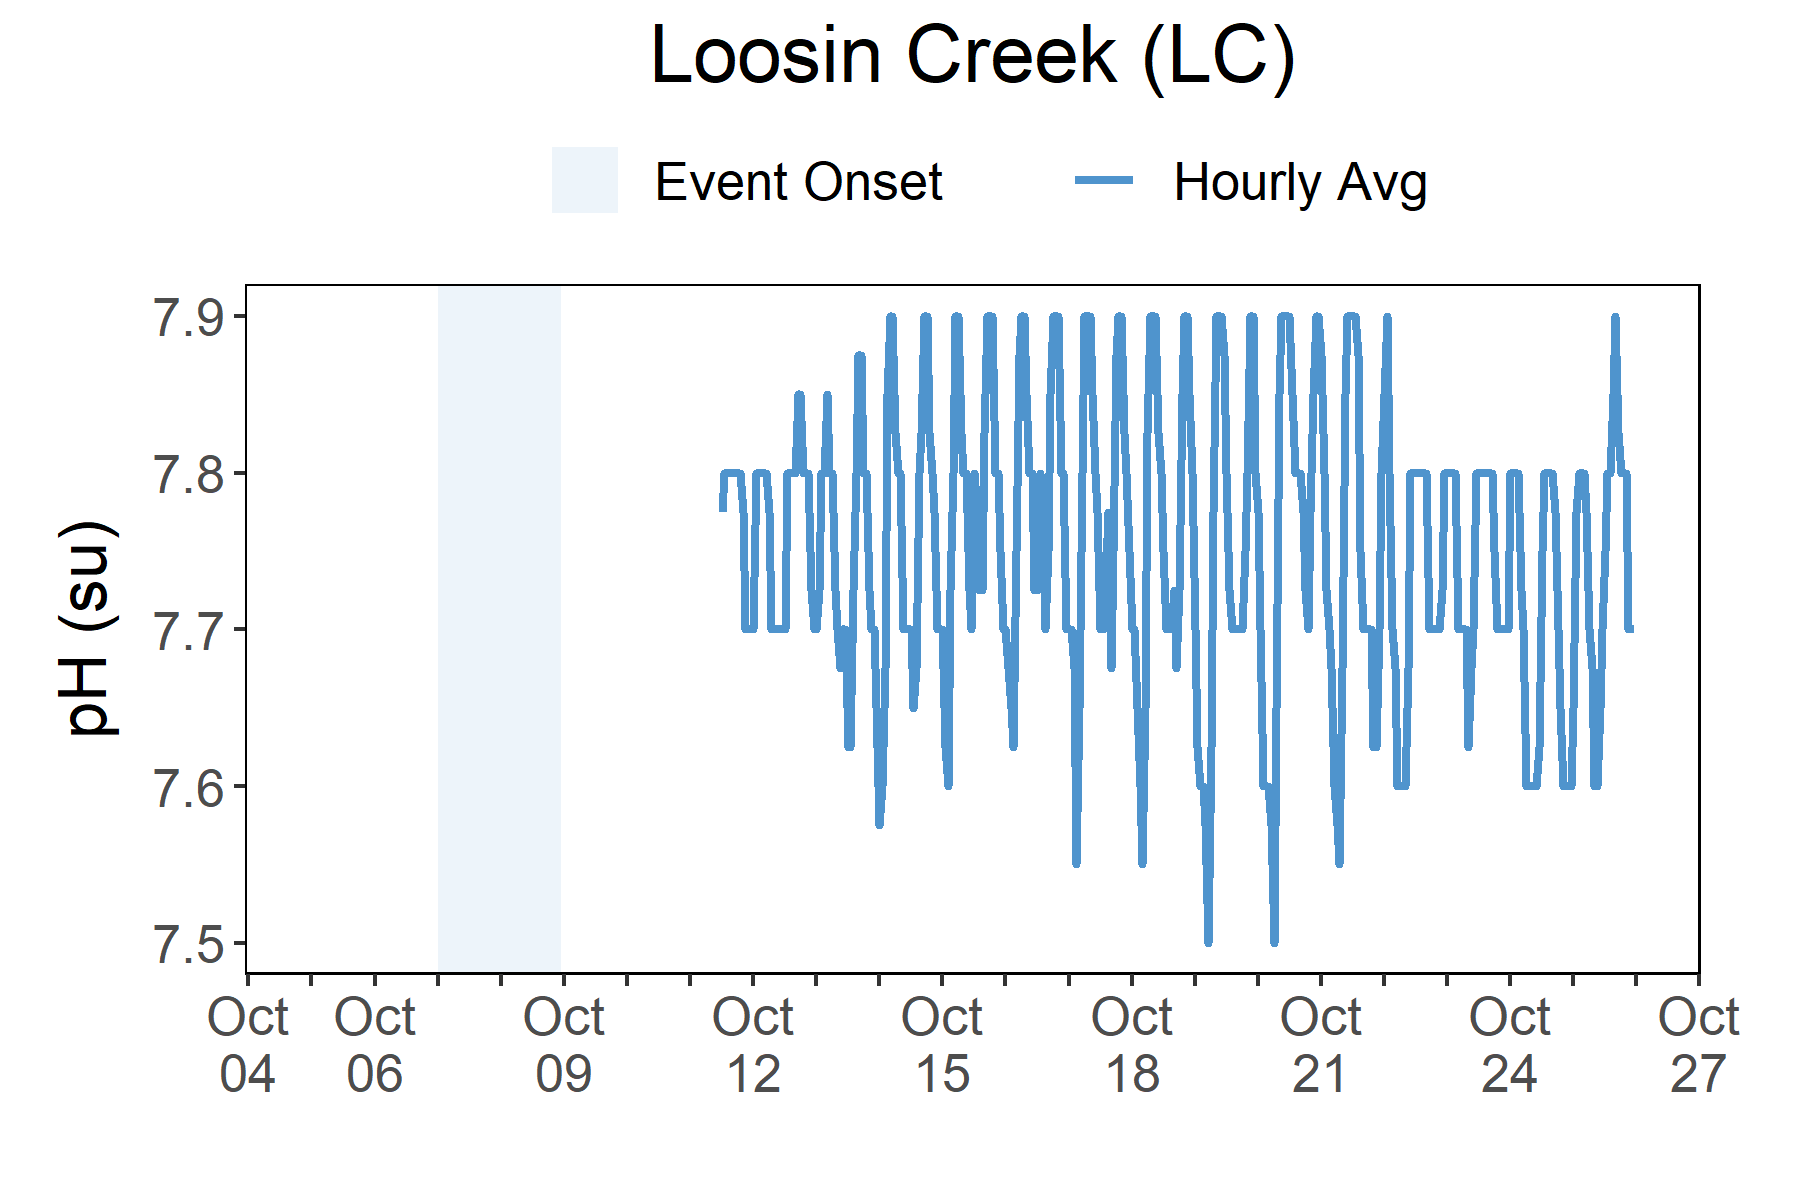 Loosin Creek (LC)
Event Onset
Hourly Avg
pH (su)
7.9
7.8
7.7
7.6
7.5
Oct 04
Oct 06
Oct 09
Oct 12
Oct 15
Oct 18
Oct 21
Oct 24
Oct 27